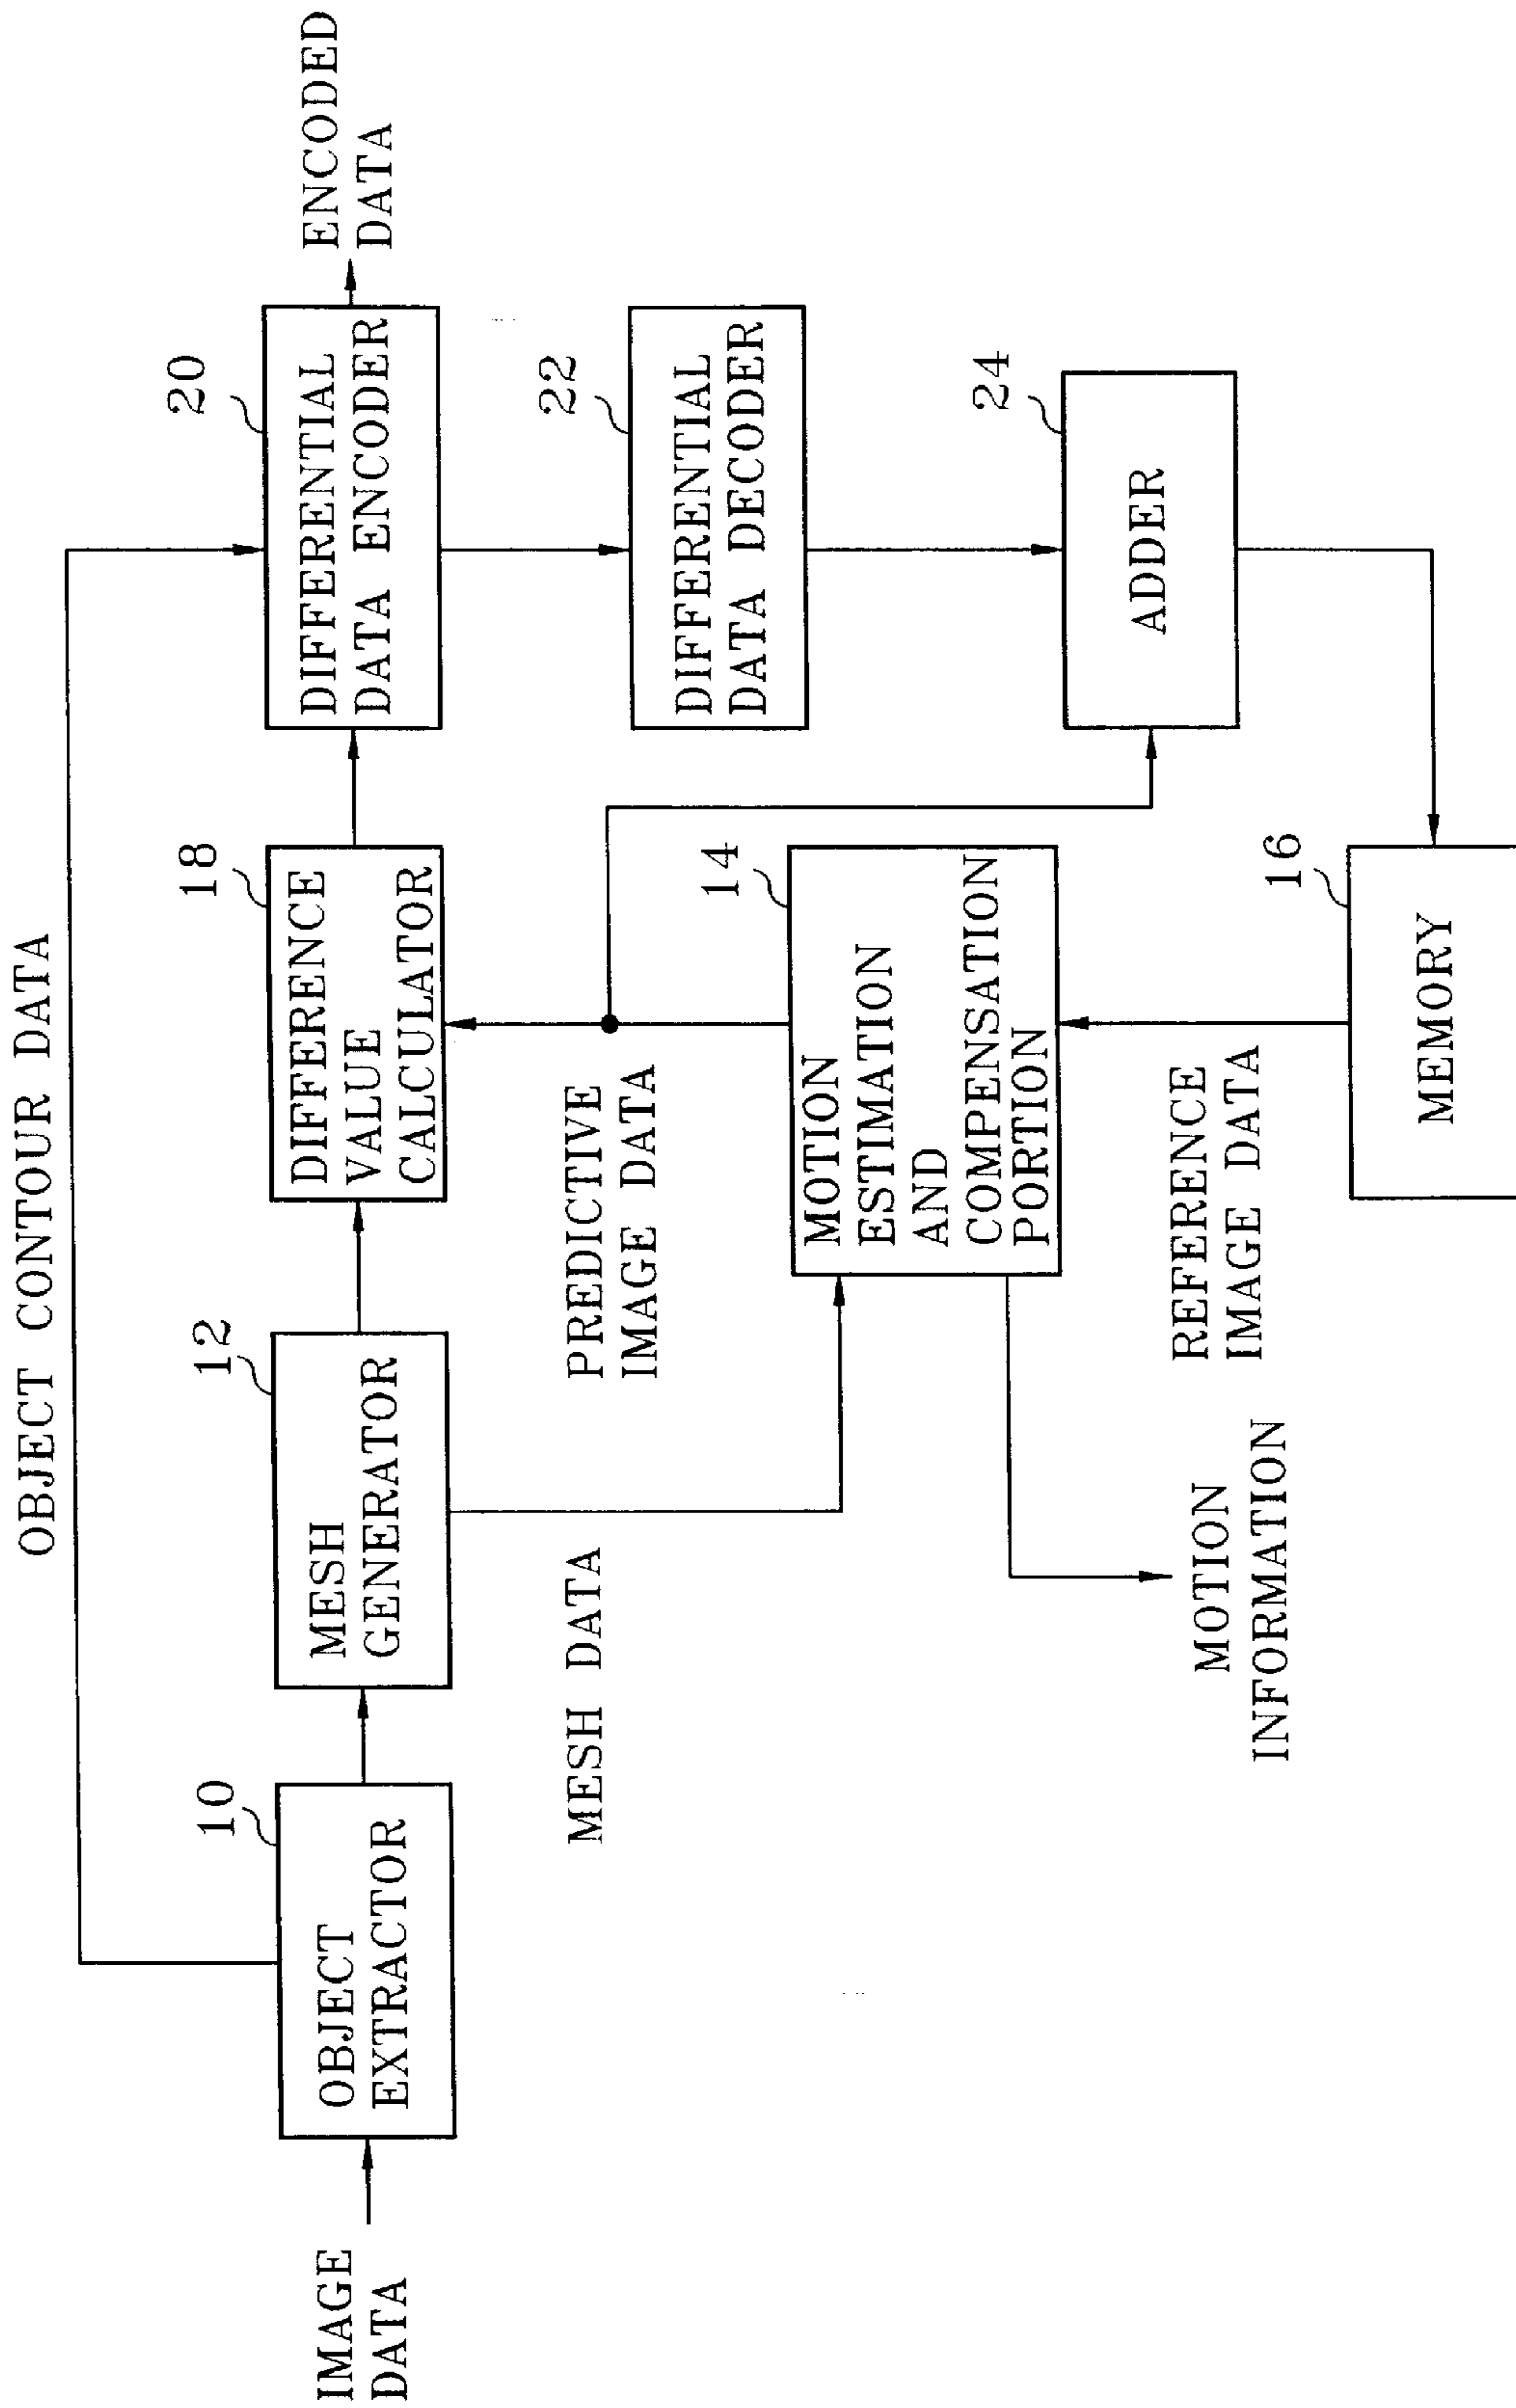 OBJECT CONTOUR DATA
IMAGE
DATA
10
OBJECT
EXTRACTOR
12
MESH
GENERATOR
18
DIFFERENCE
VALUE
CALCULATOR
20
DIFFERENTIAL
DATA ENCODER
ENCODED
DATA
MESH DATA
PREDICTIVE
IMAGE DATA
22
DIFFERENTIAL
DATA DECODER
14
MOTION
ESTIMATION
AND
COMPENSATION
PORTION
24
ADDER
MOTION
INFORMATION
REFERENCE
IMAGE DATA
16
MEMORY